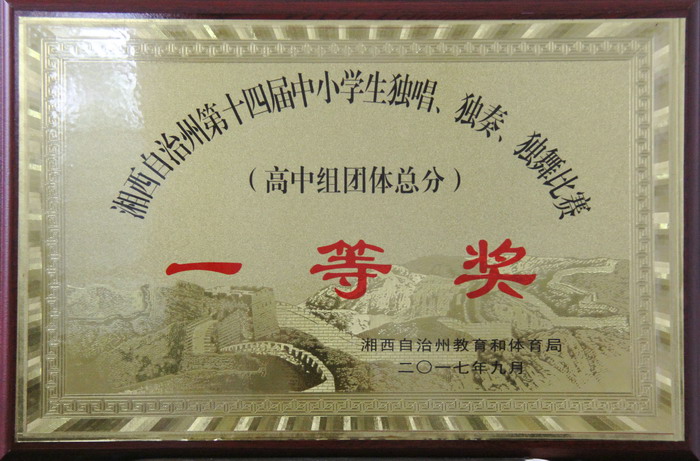 湘西自治州第十四届中小学生独唱、独奏、独舞比赛
（高中组团体总分）
一等奖
湘西自治州教育和体育局
二〇一七年九月